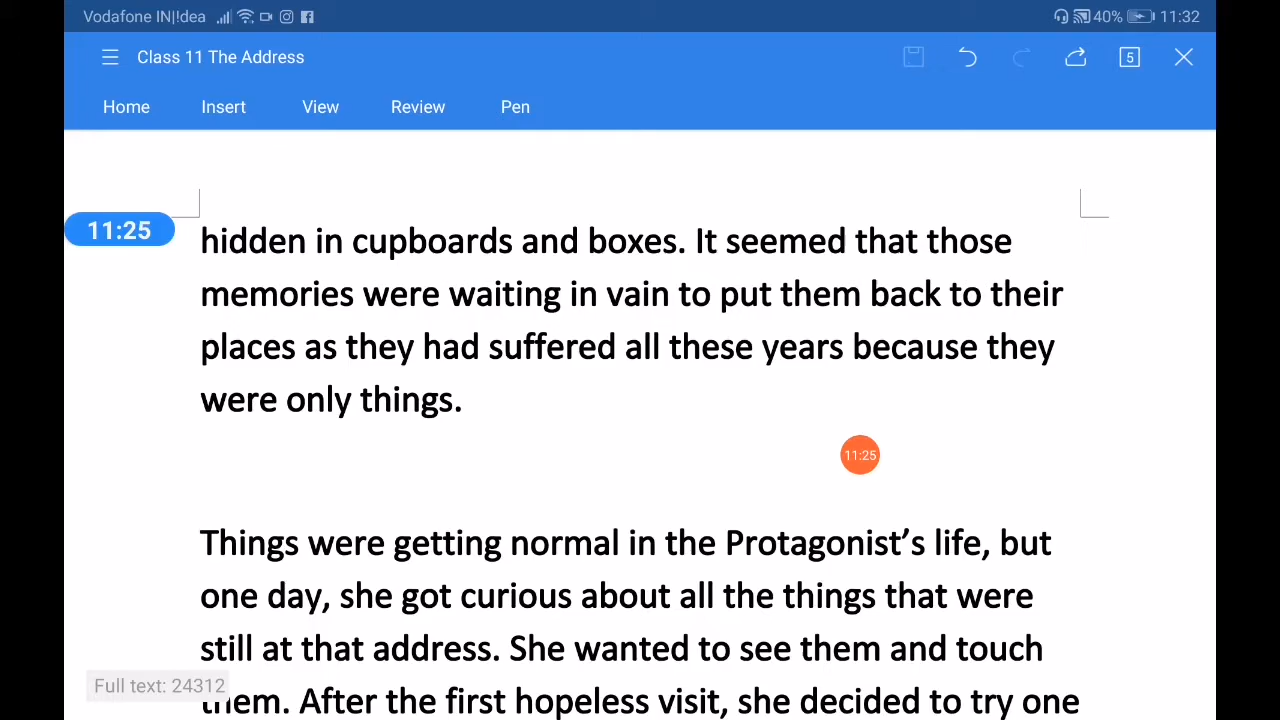 Vodafone IN|!dea 40% 11:32
Class 11 The Address 5
Home Insert View Review Pen
11:25
hidden in cupboards and boxes. It seemed that those
memories were waiting in vain to put them back to their
places as they had suffered all these years because they
were only things.
11:25
Things were getting normal in the Protagonist’s life, but
one day, she got curious about all the things that were
still at that address. She wanted to see them and touch
Full text: 24312
them. After the first hopeless visit, she decided to try one